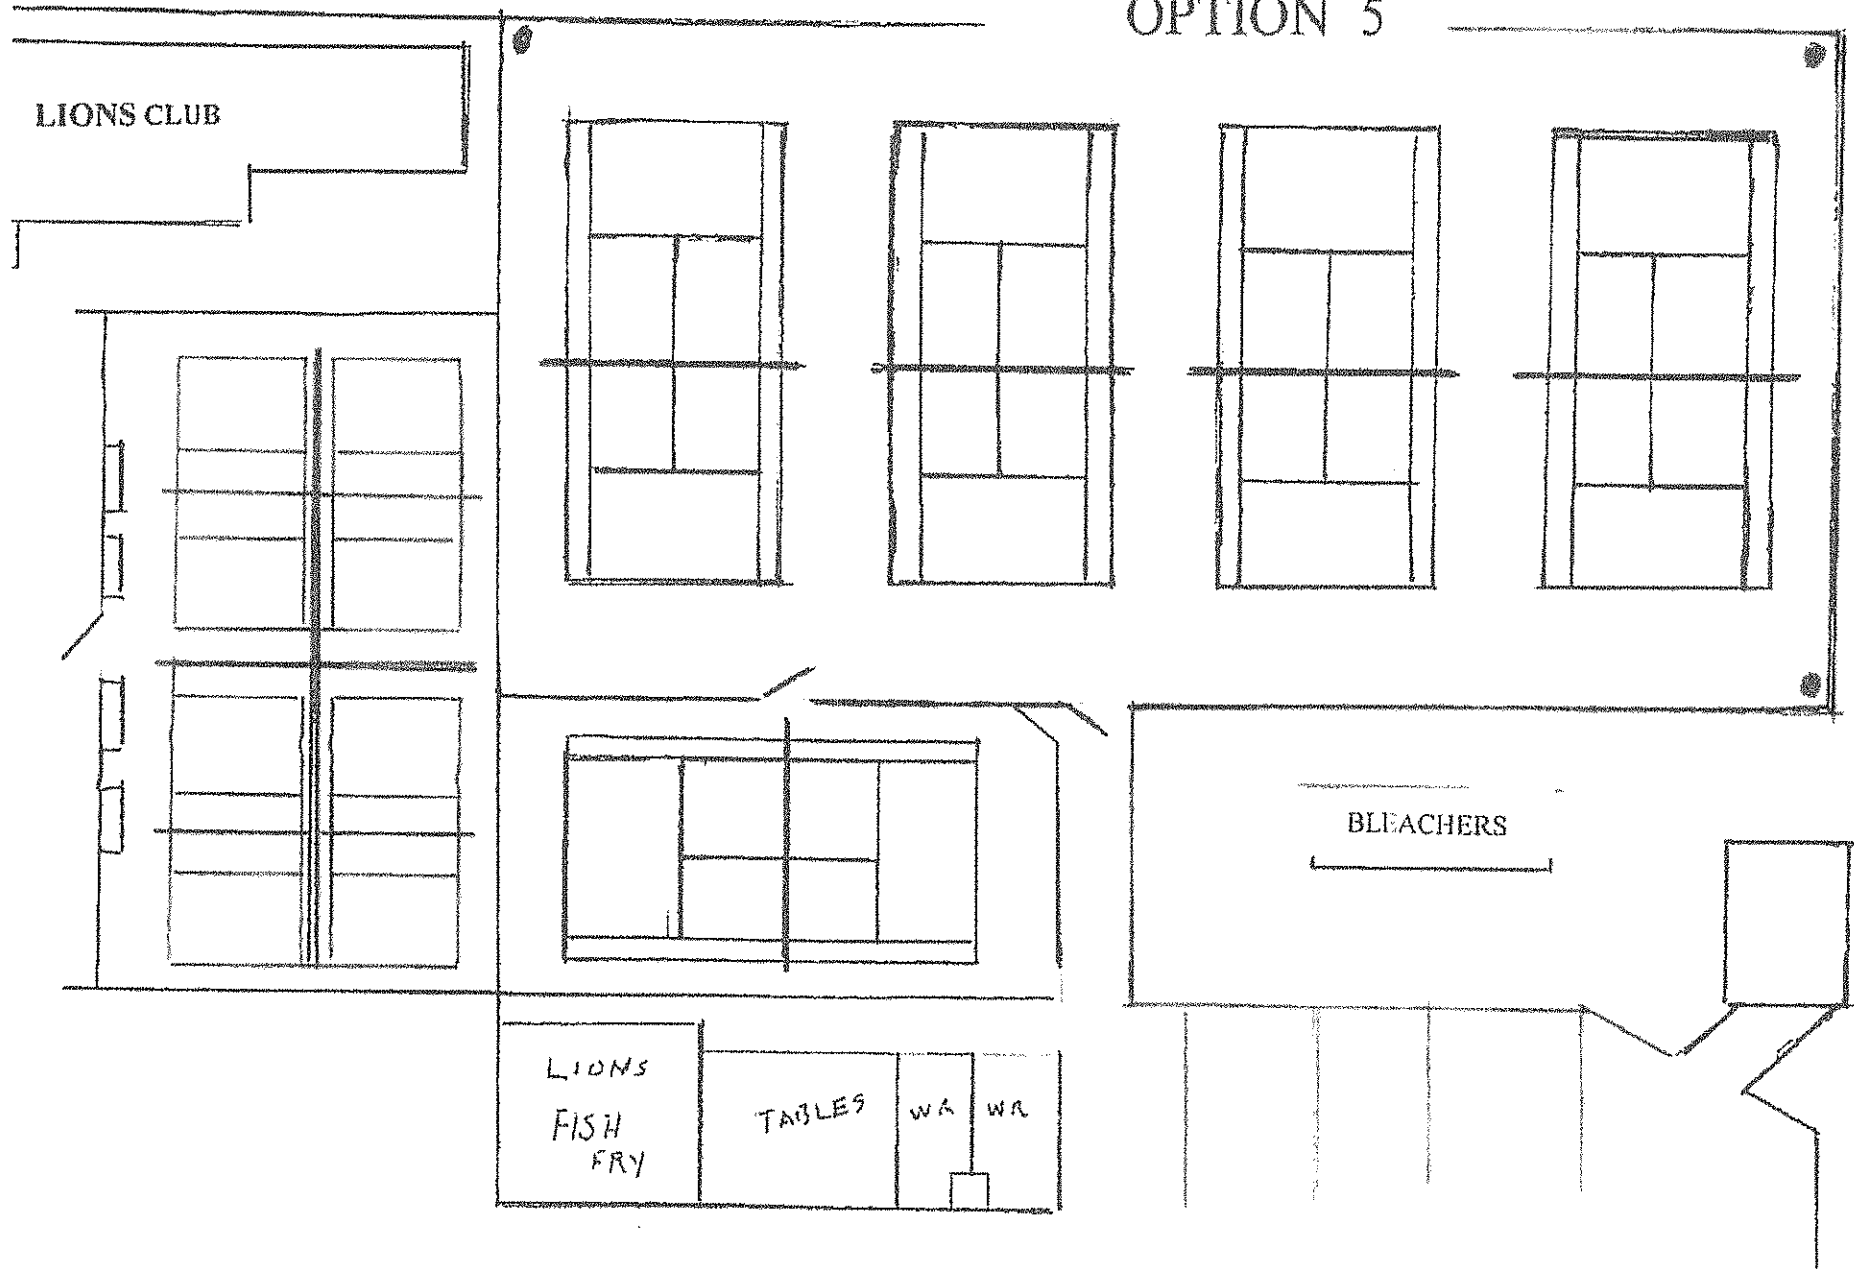 OPTION 5
LIONS CLUB
BLEACHERS
LIONS
FISH
FRY
TABLES
WR
WR